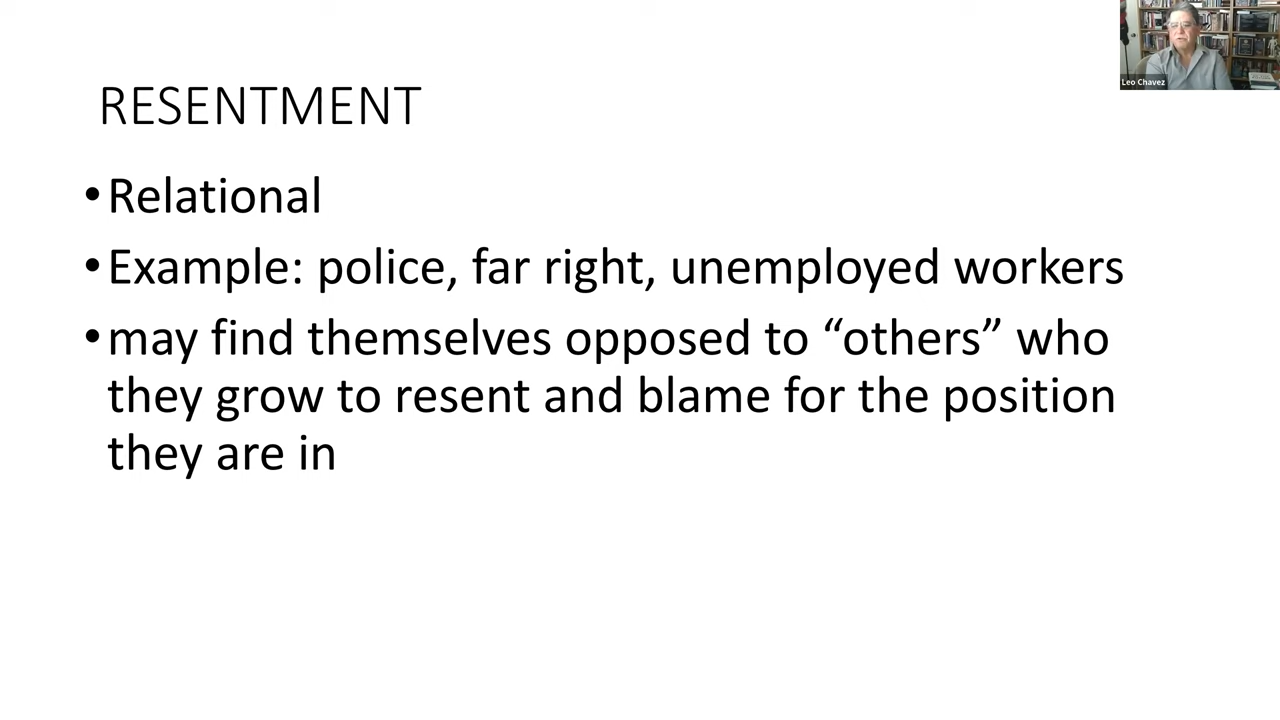 Leo Chavez
RESENTMENT
•Relational
•Example: police, far right, unemployed workers
•may find themselves opposed to “others” who
they grow to resent and blame for the position
they are in